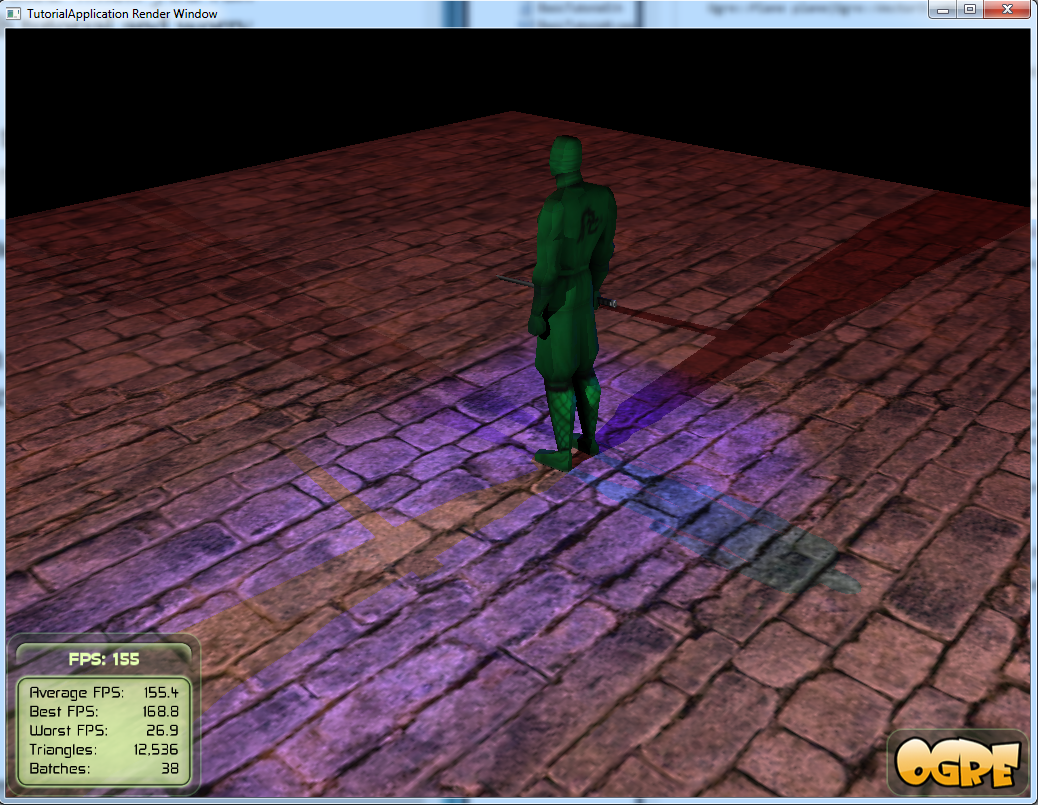 TutorialApplication Render Window
FPS: 155
Average FPS: 155.4
Best FPS: 168.8
Worst FPS: 26.9
Triangles: 12,536
Batches: 38
OGRE